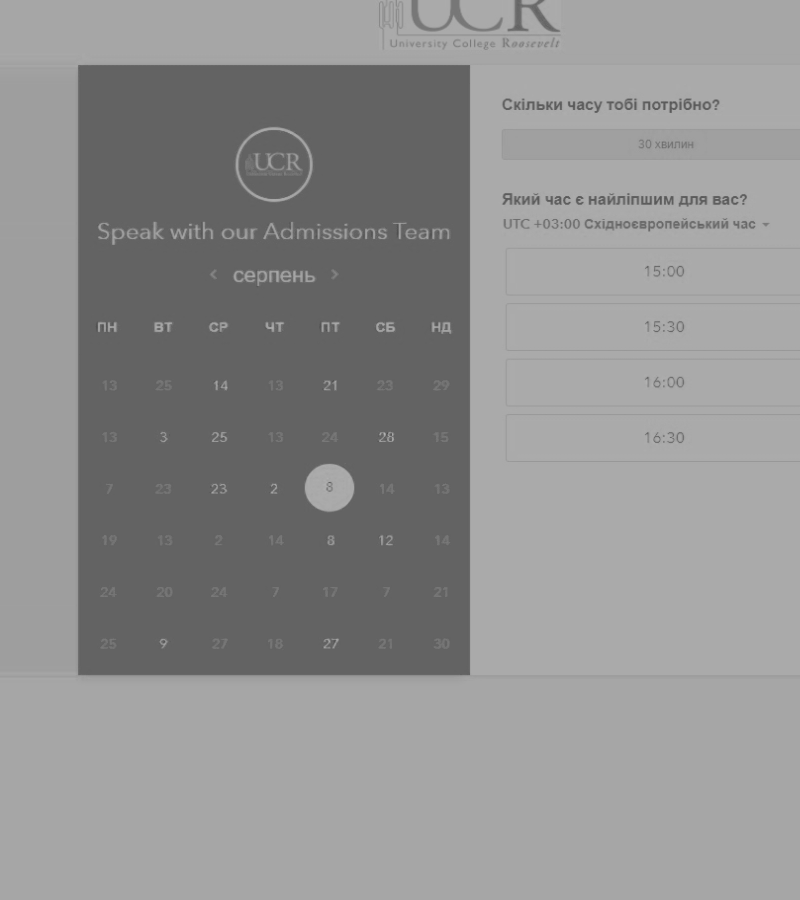 UCR
University College Roosevelt
UCR
Speak with our Admissions Team
серпень
ПН ВТ СР ЧТ ПТ СБ НД
13 25 14 13 21 23 29
13 3 25 13 24 28 15
7 23 23 2 8 14 13
19 13 2 14 8 12 14
24 20 24 7 17 7 21
25 9 27 18 27 21 30
Скільки часу тобі потрібно?
30 хвилин
Який час є найліпшим для вас?
UTC +03:00 Східноєвропейський час
15:00
15:30
16:00
16:30